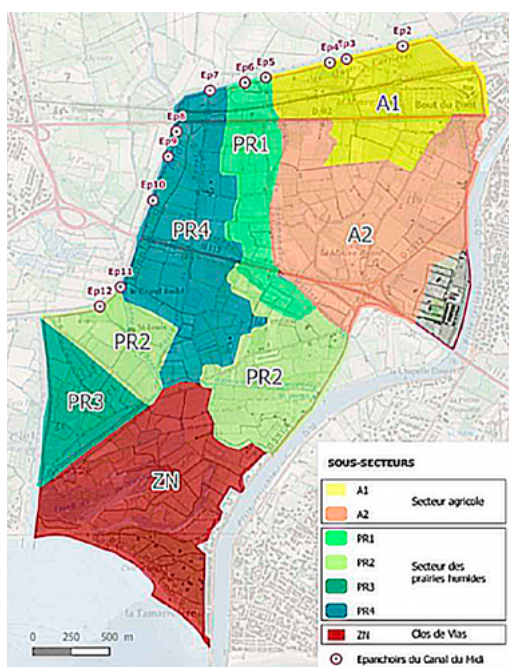 Ep2
Ep3
Ep4
Ep5
Ep6
Ep7
A1
Bout du Pont
Ep8
PR1
Ep9
Ep10
PR4
A2
Ep11
Ep12
PR2
PR2
PR3
ZN
SOUS-SECTEURS
A1
A2
Secteur agricole
PR1
PR2
PR3
PR4
Secteur des
prairies humides
ZN
Clos de Vias
Epanchoirs du Canal du Midi
0 250 500 m